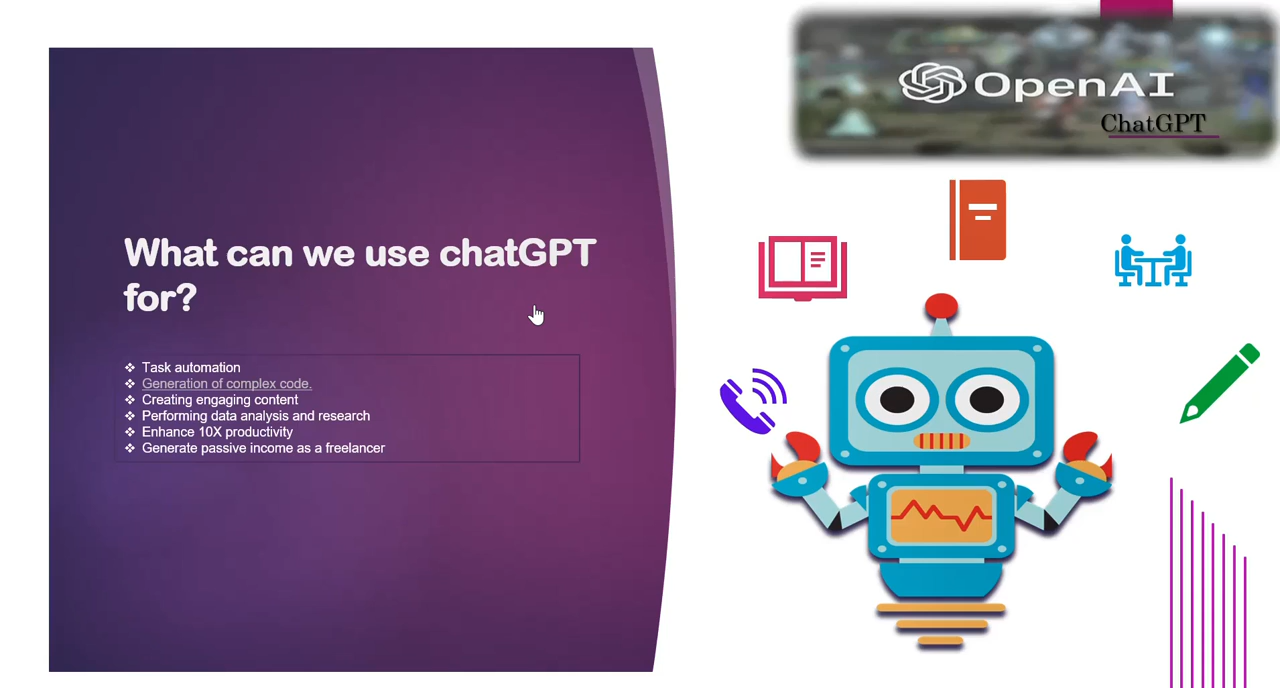 OpenAI
ChatGPT
What can we use chatGPT
for?
❖ Task automation
❖ Generation of complex code.
❖ Creating engaging content
❖ Performing data analysis and research
❖ Enhance 10X productivity
❖ Generate passive income as a freelancer